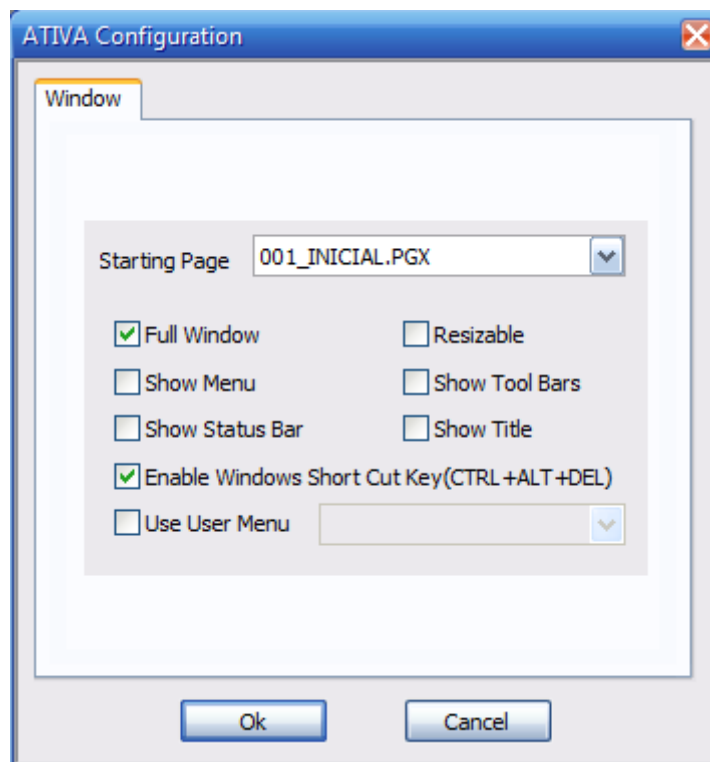 ATIVA Configuration
Window
Starting Page 001_INICIAL.PGX
Full Window Resizable
Show Menu Show Tool Bars
Show Status Bar Show Title
Enable Windows Short Cut Key(CTRL+ALT+DEL)
Use User Menu
Ok Cancel